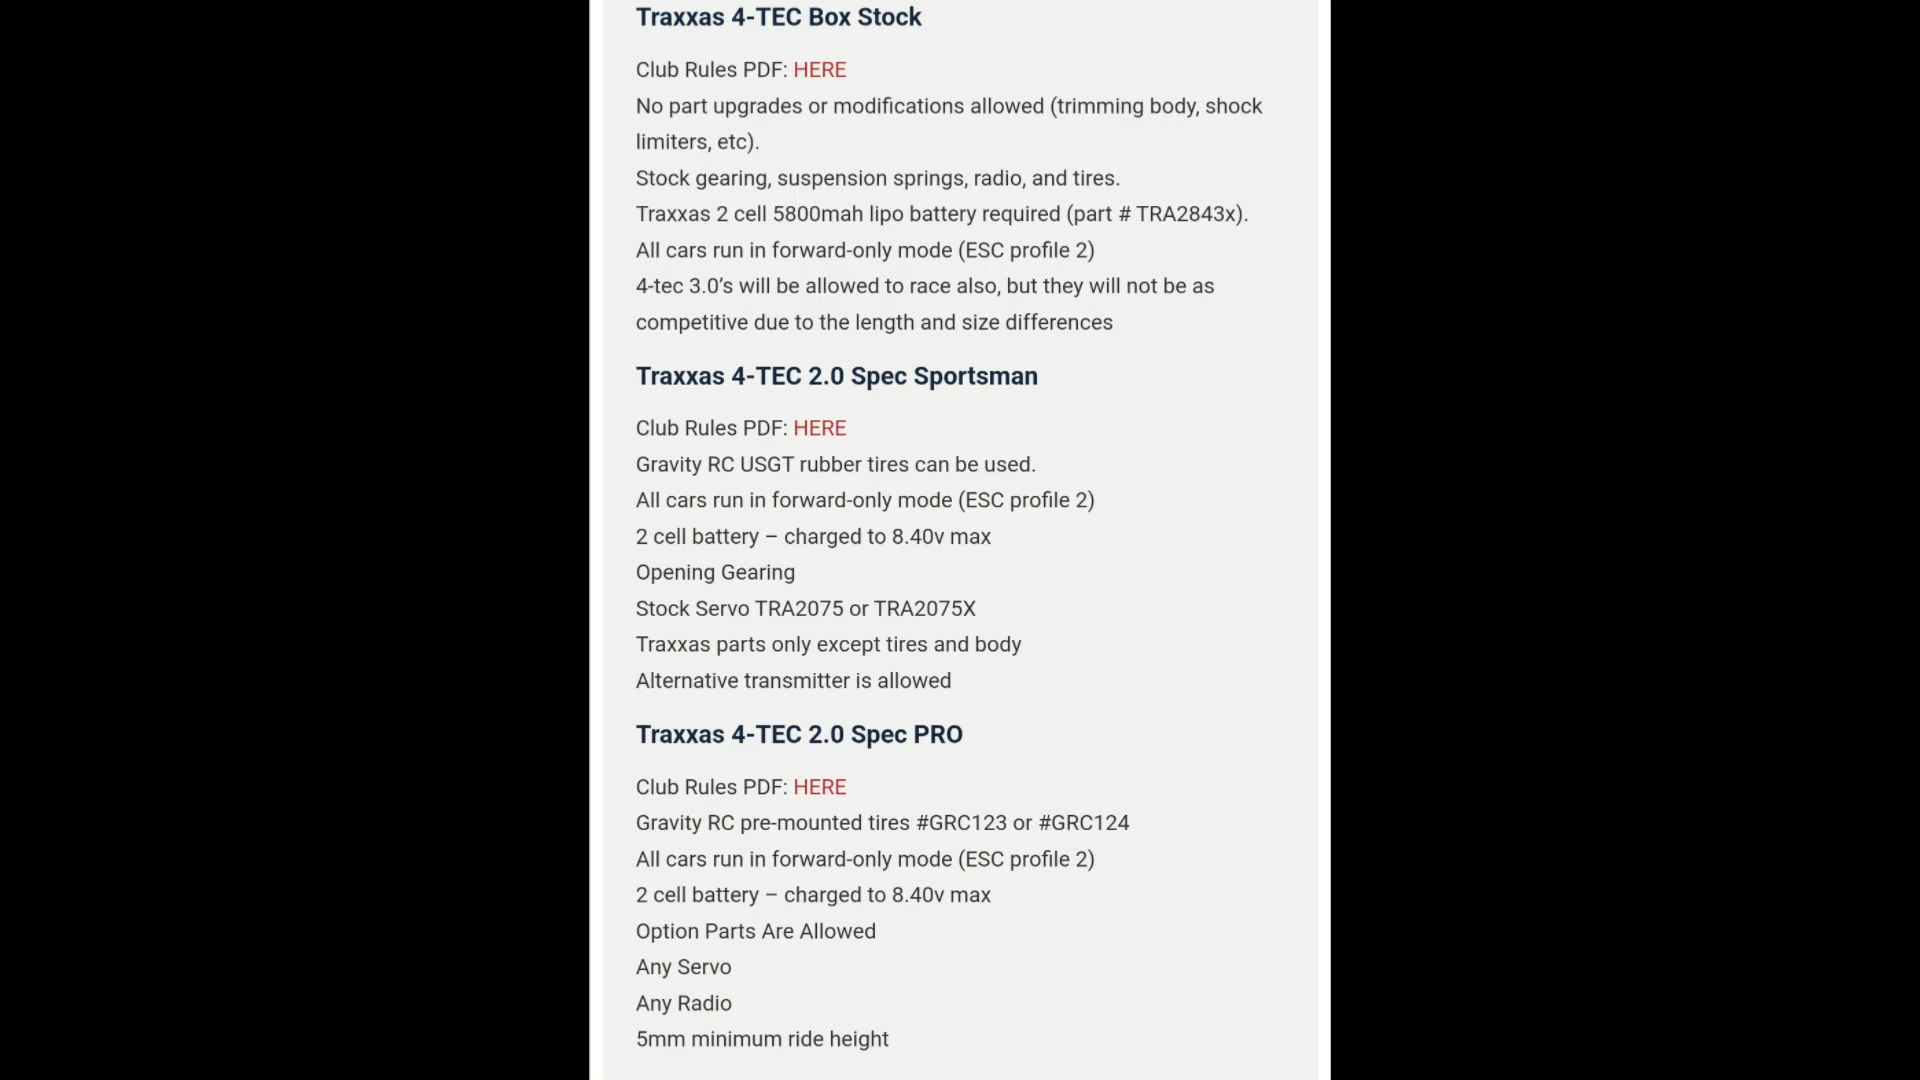 Traxxas 4-TEC Box Stock
Club Rules PDF: HERE
No part upgrades or modifications allowed (trimming body, shock
limiters, etc).
Stock gearing, suspension springs, radio, and tires.
Traxxas 2 cell 5800mah lipo battery required (part # TRA2843x).
All cars run in forward-only mode (ESC profile 2)
4-tec 3.0’s will be allowed to race also, but they will not be as
competitive due to the length and size differences
Traxxas 4-TEC 2.0 Spec Sportsman
Club Rules PDF: HERE
Gravity RC USGT rubber tires can be used.
All cars run in forward-only mode (ESC profile 2)
2 cell battery – charged to 8.40v max
Opening Gearing
Stock Servo TRA2075 or TRA2075X
Traxxas parts only except tires and body
Alternative transmitter is allowed
Traxxas 4-TEC 2.0 Spec PRO
Club Rules PDF: HERE
Gravity RC pre-mounted tires #GRC123 or #GRC124
All cars run in forward-only mode (ESC profile 2)
2 cell battery – charged to 8.40v max
Option Parts Are Allowed
Any Servo
Any Radio
5mm minimum ride height